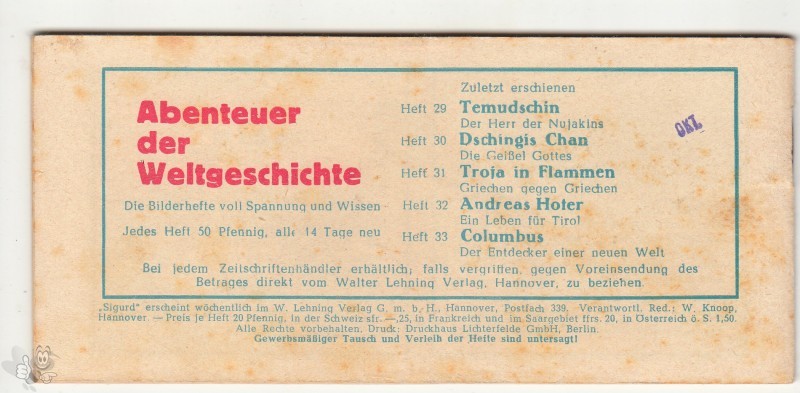 Abenteuer
der
Weltgeschichte
Die Bilderhefte voll Spannung und Wissen
Jedes Heft 50 Pfennig, alle 14 Tage neu
Zuletzt erschienen
Heft 29 Temudschin
Der Herr der Nujakins
Heft 30 Dschingis Chan
Die Geißel Gottes
Heft 31 Troja in Flammen
Griechen gegen Griechen
Heft 32 Andreas Hofer
Ein Leben für Tirol
Heft 33 Columbus
Der Entdecker einer neuen Welt
OKT.
Bei jedem Zeitschriftenhändler erhältlich; falls vergriffen, gegen Voreinsendung des
Betrages direkt vom Walter Lehning Verlag, Hannover, zu beziehen.
„Sigurd" erscheint wöchentlich im W. Lehning Verlag G. m. b. H., Hannover, Postfach 339, Verantwortl. Red.: W. Knoop,
Hannover. — Preis je Heft 20 Pfennig, in der Schweiz sfr. —,25, in Frankreich und im Saargebiet ffrs. 20, in Österreich ö. S. 1,50.
Alle Rechte vorbehalten. Druck: Druckhaus Lichterfelde GmbH, Berlin.
Gewerbsmäßiger Tausch und Verleih der Hefte sind untersagt!